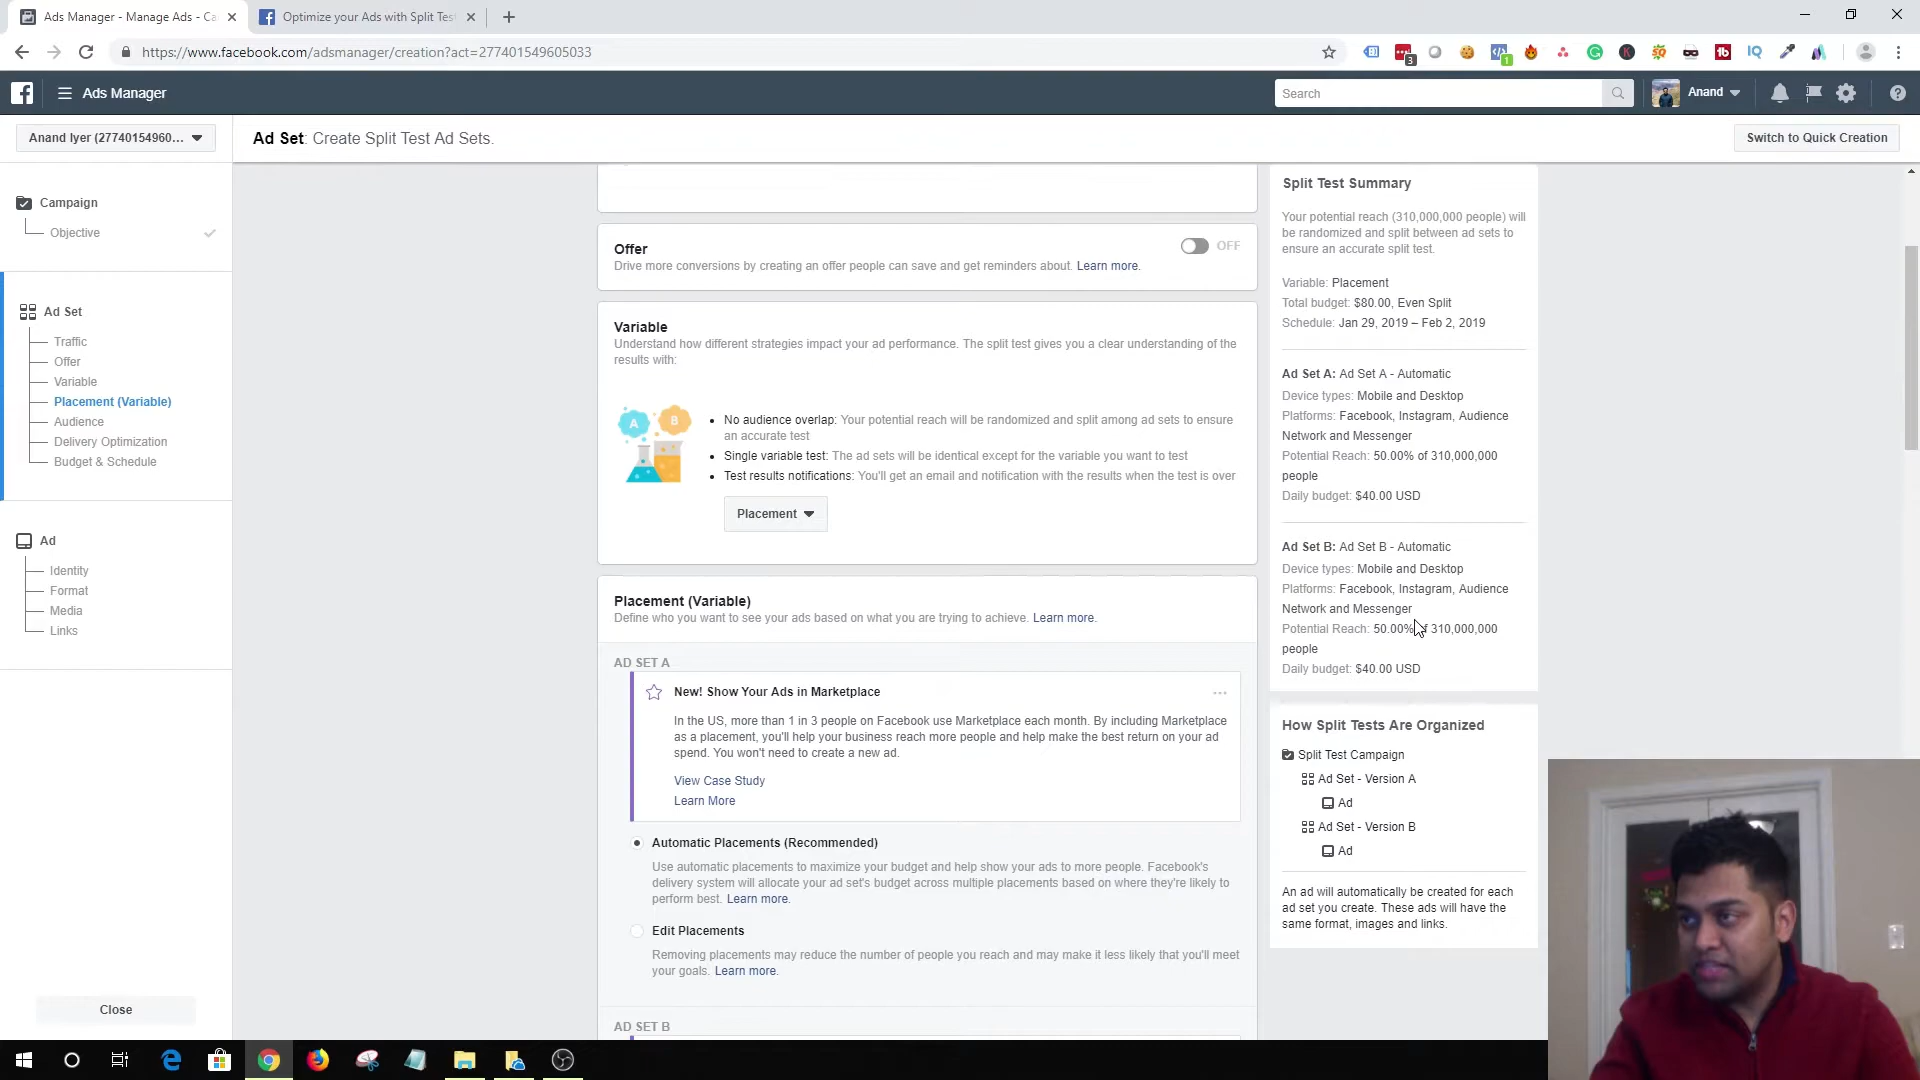 Ads Manager - Manage Ads - Ca
Optimize your Ads with Split Test
https://www.facebook.com/adsmanager/creation?act=277401549605033
3
1
Ads Manager
Search
Anand
Anand Iyer (27740154960...
Ad Set: Create Split Test Ad Sets.
Switch to Quick Creation
Campaign
Objective
Ad Set
Traffic
Offer
Variable
Placement (Variable)
Audience
Delivery Optimization
Budget & Schedule
Ad
Identity
Format
Media
Links
Close
Offer
OFF
Drive more conversions by creating an offer people can save and get reminders about. Learn more.
Variable
Understand how different strategies impact your ad performance. The split test gives you a clear understanding of the
results with:
A
B
• No audience overlap: Your potential reach will be randomized and split among ad sets to ensure
an accurate test
• Single variable test: The ad sets will be identical except for the variable you want to test
• Test results notifications: You'll get an email and notification with the results when the test is over
Placement
Placement (Variable)
Define who you want to see your ads based on what you are trying to achieve. Learn more.
AD SET A
New! Show Your Ads in Marketplace
In the US, more than 1 in 3 people on Facebook use Marketplace each month. By including Marketplace
as a placement, you'll help your business reach more people and help make the best return on your ad
spend. You won't need to create a new ad.
View Case Study
Learn More
Automatic Placements (Recommended)
Use automatic placements to maximize your budget and help show your ads to more people. Facebook's
delivery system will allocate your ad set's budget across multiple placements based on where they're likely to
perform best. Learn more.
Edit Placements
Removing placements may reduce the number of people you reach and may make it less likely that you'll meet
your goals. Learn more.
AD SET B
Split Test Summary
Your potential reach (310,000,000 people) will
be randomized and split between ad sets to
ensure an accurate split test.
Variable: Placement
Total budget: $80.00, Even Split
Schedule: Jan 29, 2019 – Feb 2, 2019
Ad Set A: Ad Set A - Automatic
Device types: Mobile and Desktop
Platforms: Facebook, Instagram, Audience
Network and Messenger
Potential Reach: 50.00% of 310,000,000
people
Daily budget: $40.00 USD
Ad Set B: Ad Set B - Automatic
Device types: Mobile and Desktop
Platforms: Facebook, Instagram, Audience
Network and Messenger
Potential Reach: 50.00% of 310,000,000
people
Daily budget: $40.00 USD
How Split Tests Are Organized
Split Test Campaign
Ad Set - Version A
Ad
Ad Set - Version B
Ad
An ad will automatically be created for each
ad set you create. These ads will have the
same format, images and links.